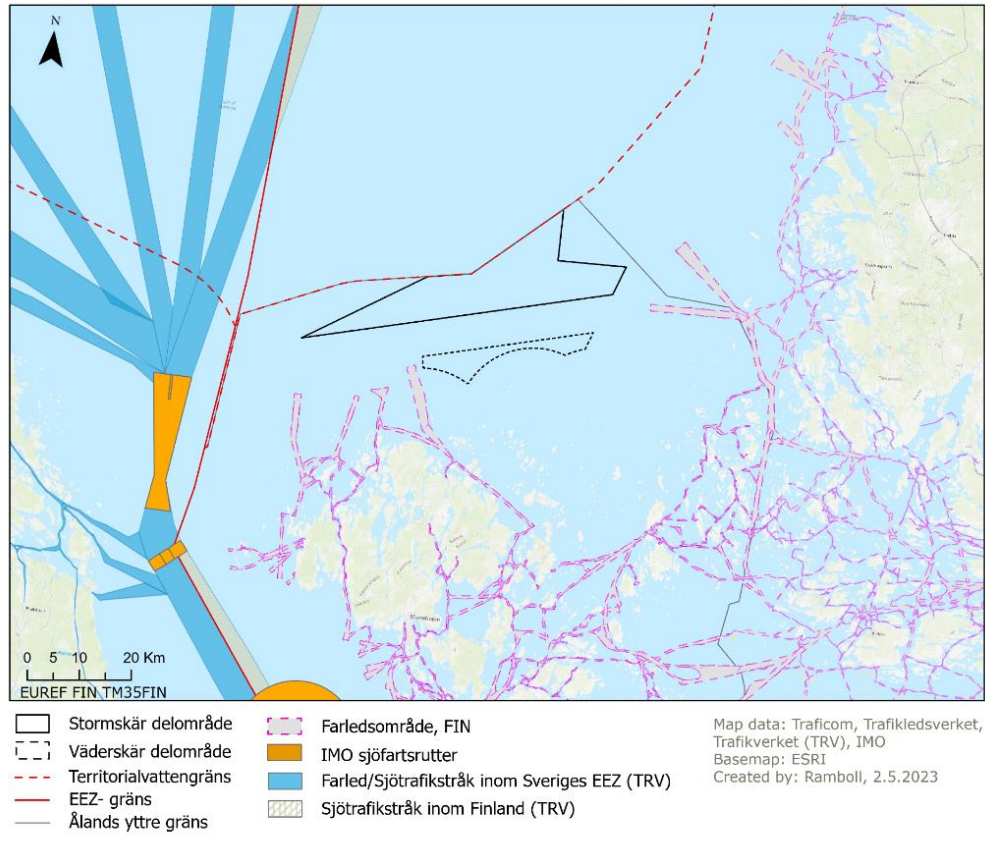 N
0 5 10 20 Km
EUREF FIN TM35FIN
Stormskär delområde
Väderskär delområde
Territorialvattengräns
EEZ- gräns
Ålands yttre gräns
Farledsområde, FIN
IMO sjöfartsrutter
Farled/Sjötrafikstråk inom Sveriges EEZ (TRV)
Sjötrafikstråk inom Finland (TRV)
Map data: Traficom, Trafikledsverket,
Trafikverket (TRV), IMO
Basemap: ESRI
Created by: Ramboll, 2.5.2023